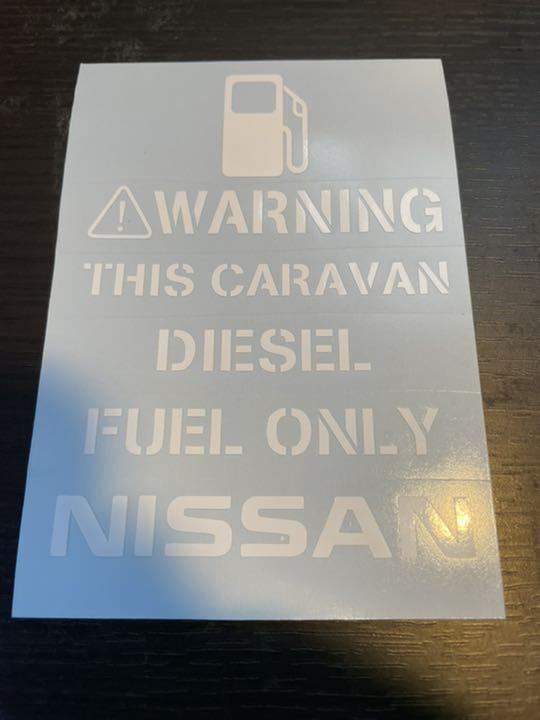 WARNING
THIS CARAVAN
DIESEL
FUEL ONLY
NISSAN